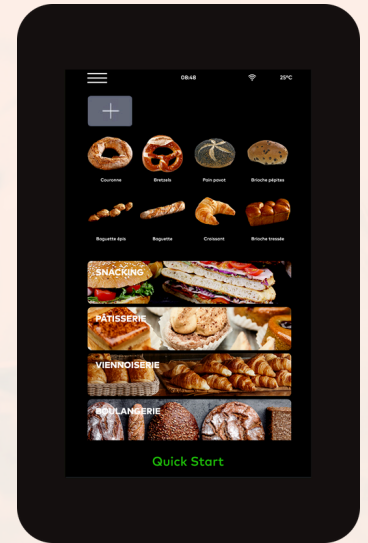 08:48 25°C
Couronne Bretzels Pain pavot Brioche pépites
Baguette épis Baguette Croissant Brioche tressée
SNACKING
PÂTISSERIE
VIENNOISERIE
BOULANGERIE
Quick Start